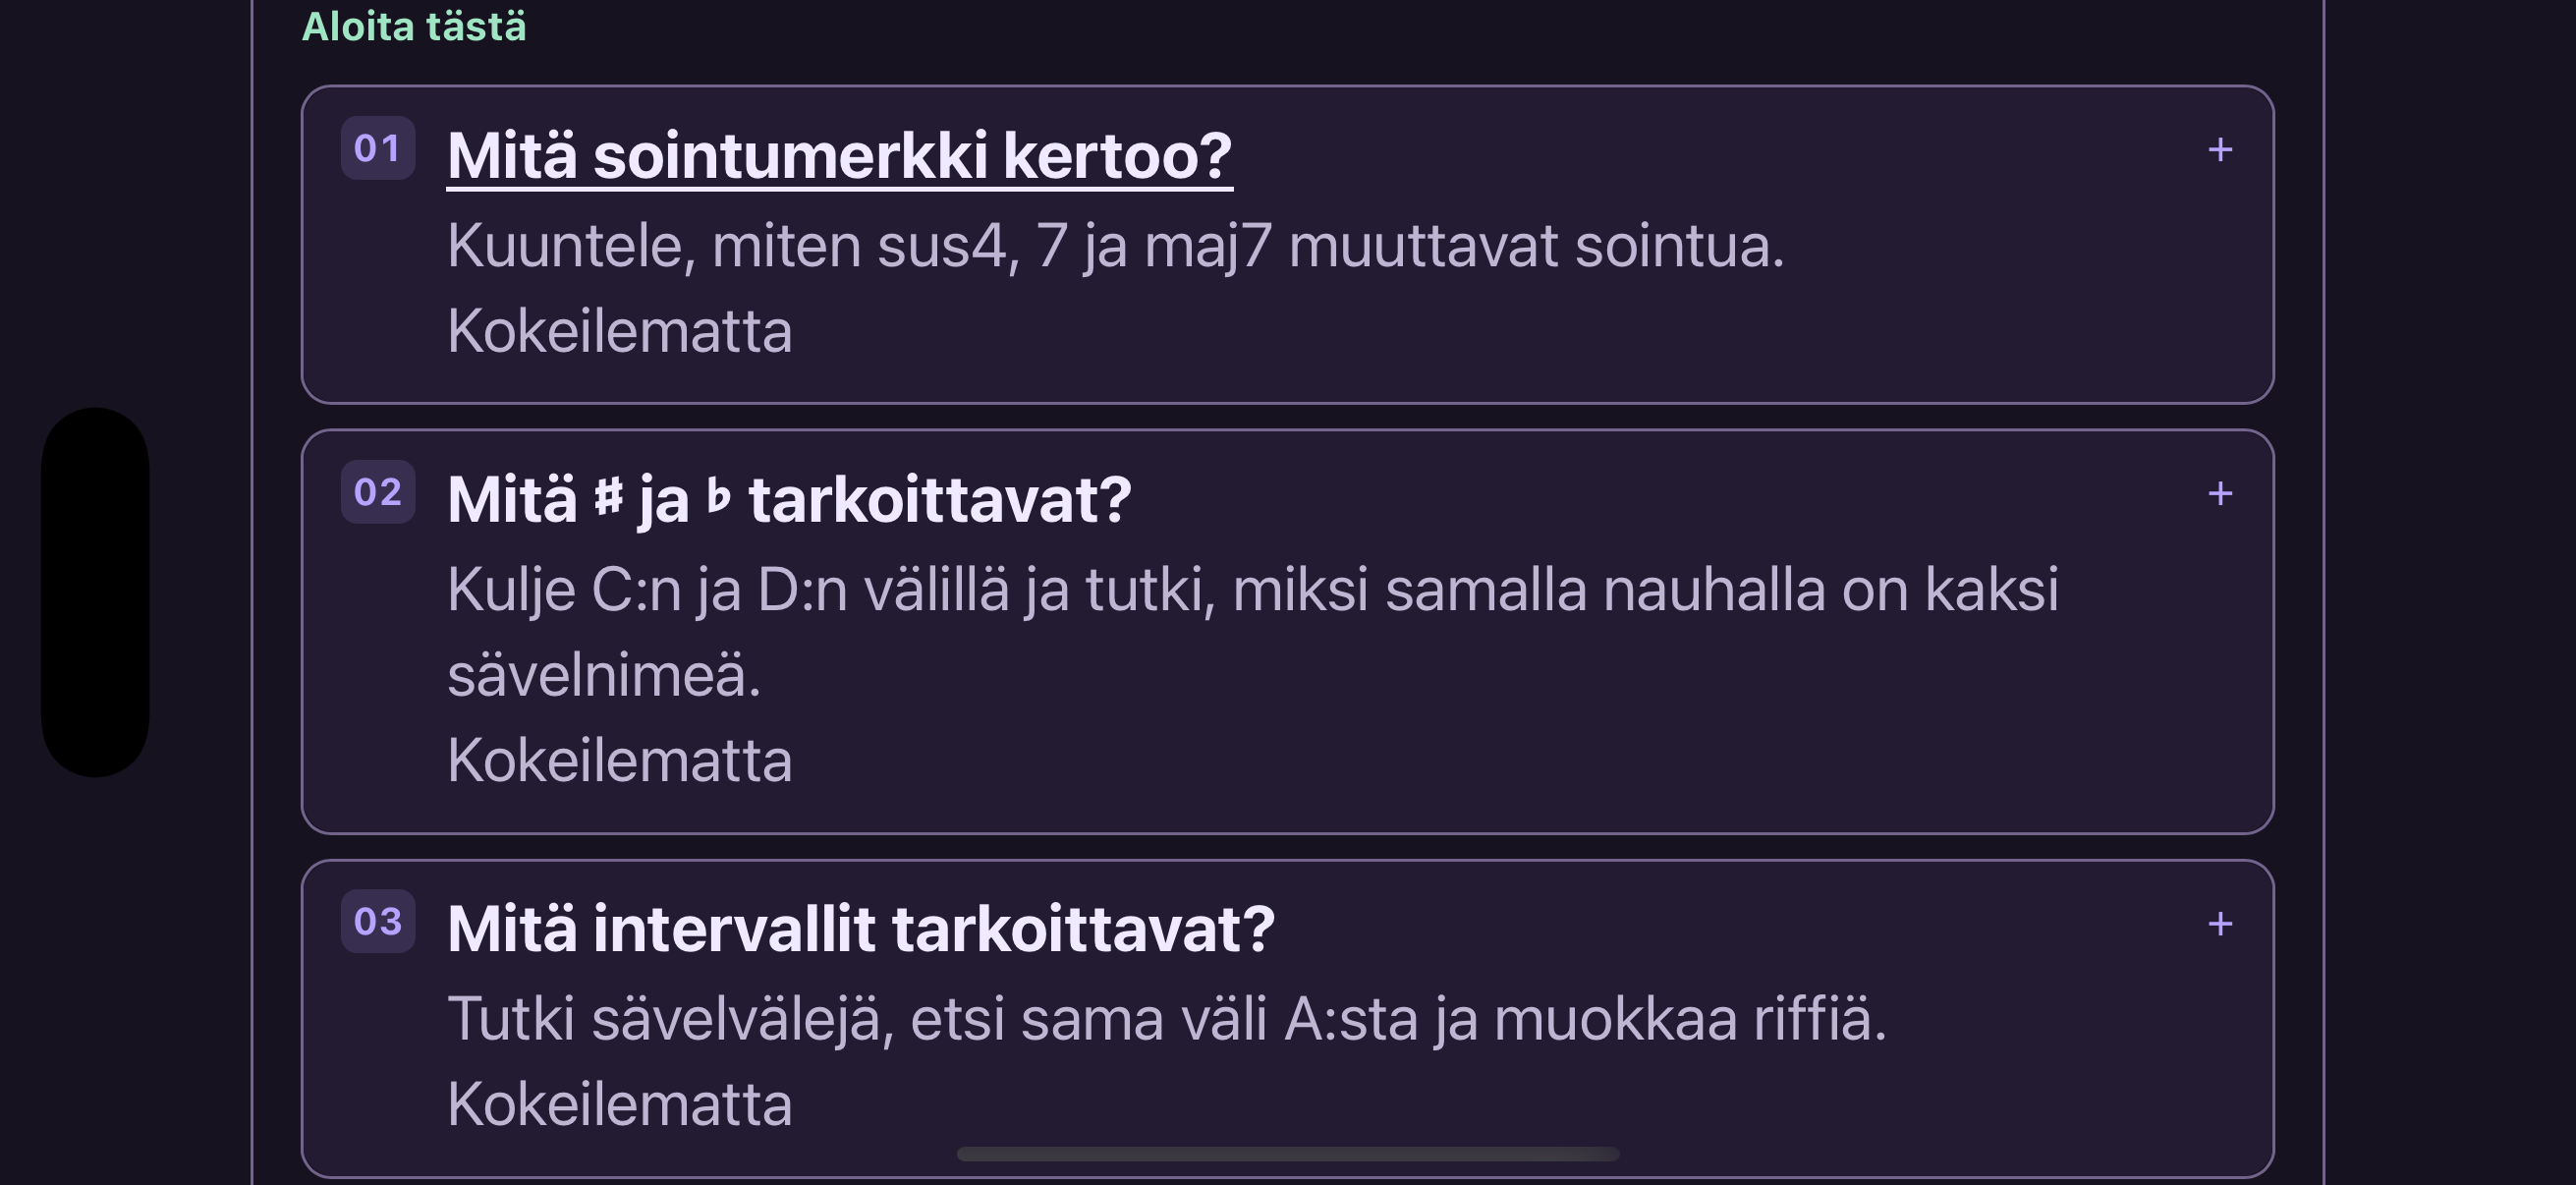 Aloita tästä
01 Mitä sointumerkki kertoo? +
Kuuntele, miten sus4, 7 ja maj7 muuttavat sointua.
Kokeilematta
02 Mitä ♯ ja ♭ tarkoittavat? +
Kulje C:n ja D:n välillä ja tutki, miksi samalla nauhalla on kaksi
sävelnimeä.
Kokeilematta
03 Mitä intervallit tarkoittavat? +
Tutki sävelvälejä, etsi sama väli A:sta ja muokkaa riffiä.
Kokeilematta